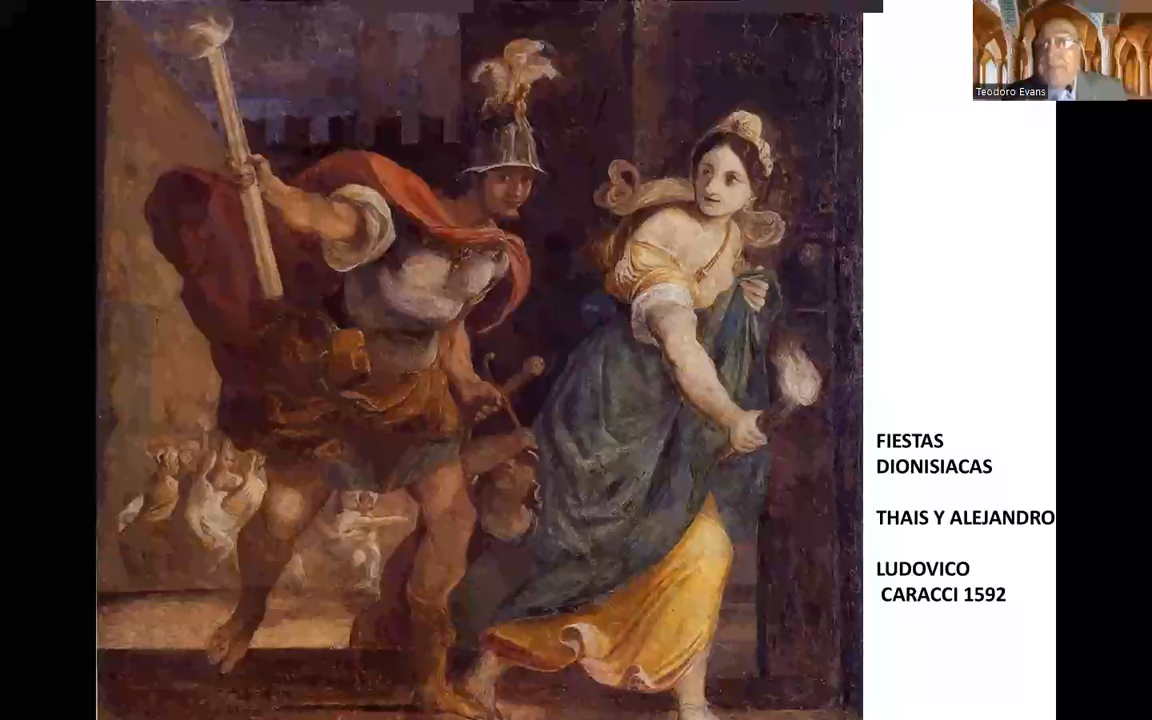 Teodoro Evans
FIESTAS
DIONISIACAS
THAIS Y ALEJANDRO
LUDOVICO
CARACCI 1592